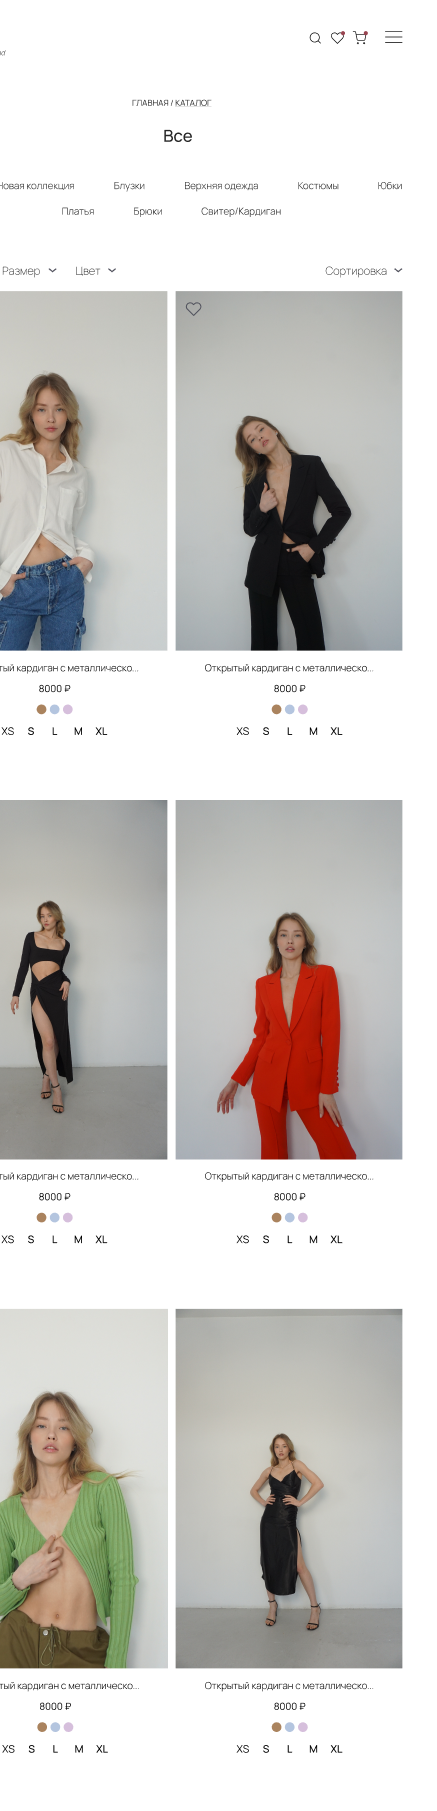 ГЛАВНАЯ / КАТАЛОГ
Все
Новая коллекция Блузки Верхняя одежда Костюмы Юбки
Платья Брюки Свитер/Кардиган
Размер Цвет Сортировка
тый кардиган с металлическо... Открытый кардиган с металлическо...
8000 ₽ 8000 ₽
XS S L M XL XS S L M XL
тый кардиган с металлическо... Открытый кардиган с металлическо...
8000 ₽ 8000 ₽
XS S L M XL XS S L M XL
тый кардиган с металлическо... Открытый кардиган с металлическо...
8000 ₽ 8000 ₽
XS S L M XL XS S L M XL